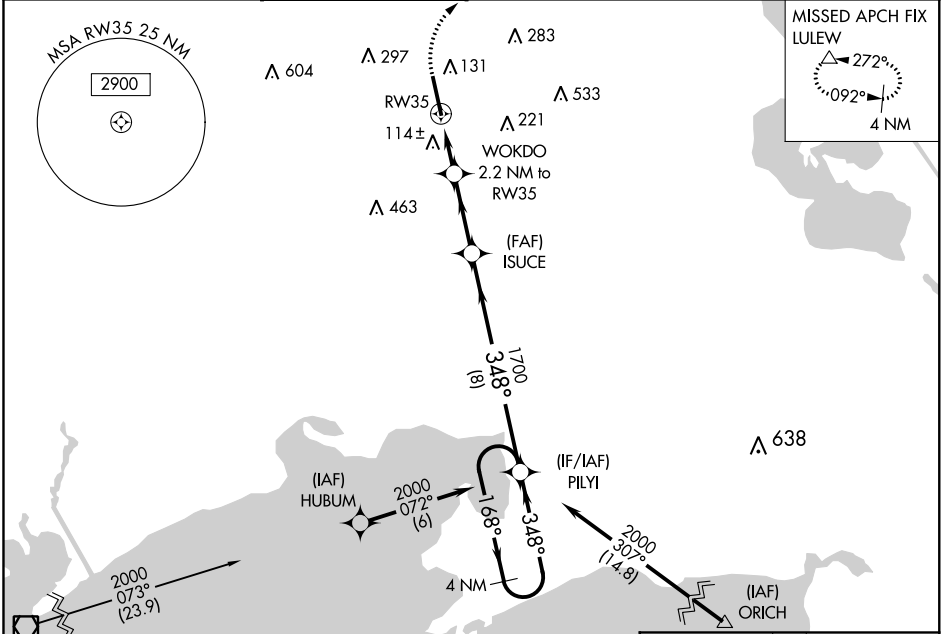 MSA RW35 25 NM
2900
604
297
283
131
533
RW35
221
114±
WOKDO
2.2 NM to
RW35
463
(FAF)
ISUCE
MISSED APCH FIX
LULEW
272°
092°
4 NM
1700
348°
(8)
638
(IF/IAF)
PILYI
(IAF)
HUBUM
2000
072°
(6)
168°
348°
4 NM
2000
307°
(14.8)
(IAF)
ORICH
2000
073°
(23.9)